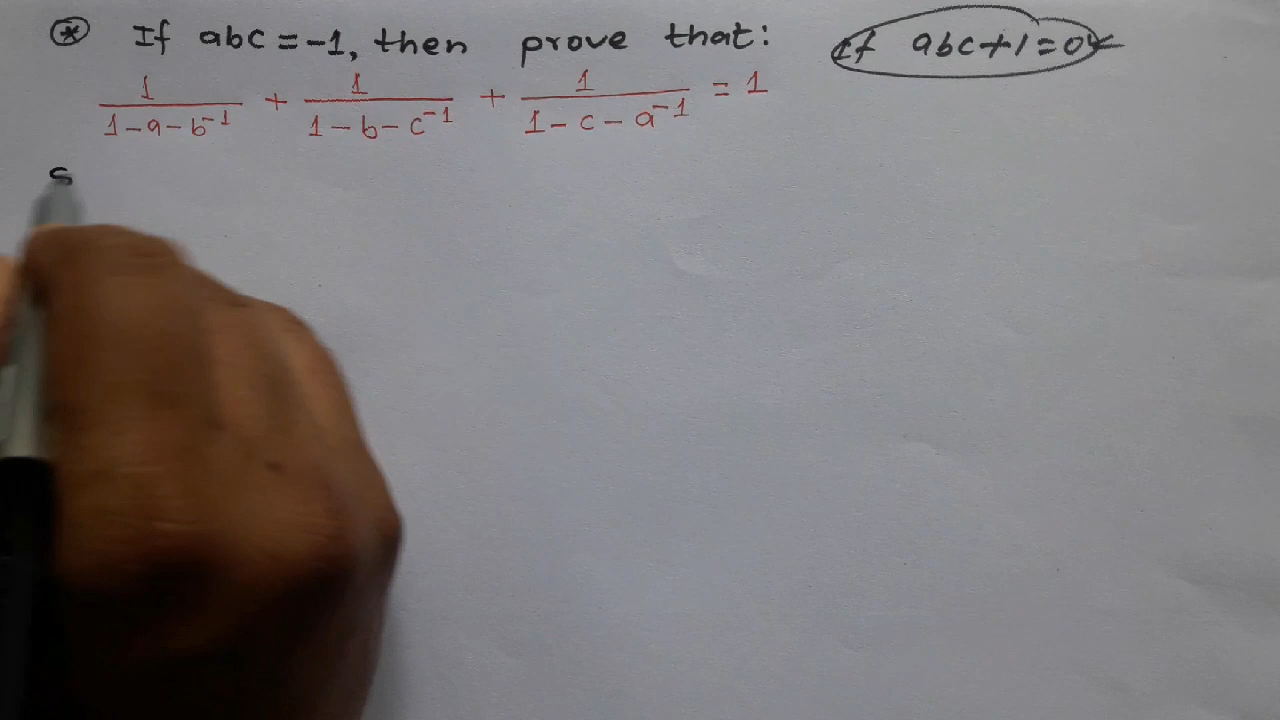 ⊛ If abc = -1, then prove that: If abc+1=0
1/(1-a-b⁻¹) + 1/(1-b-c⁻¹) + 1/(1-c-a⁻¹) = 1
S